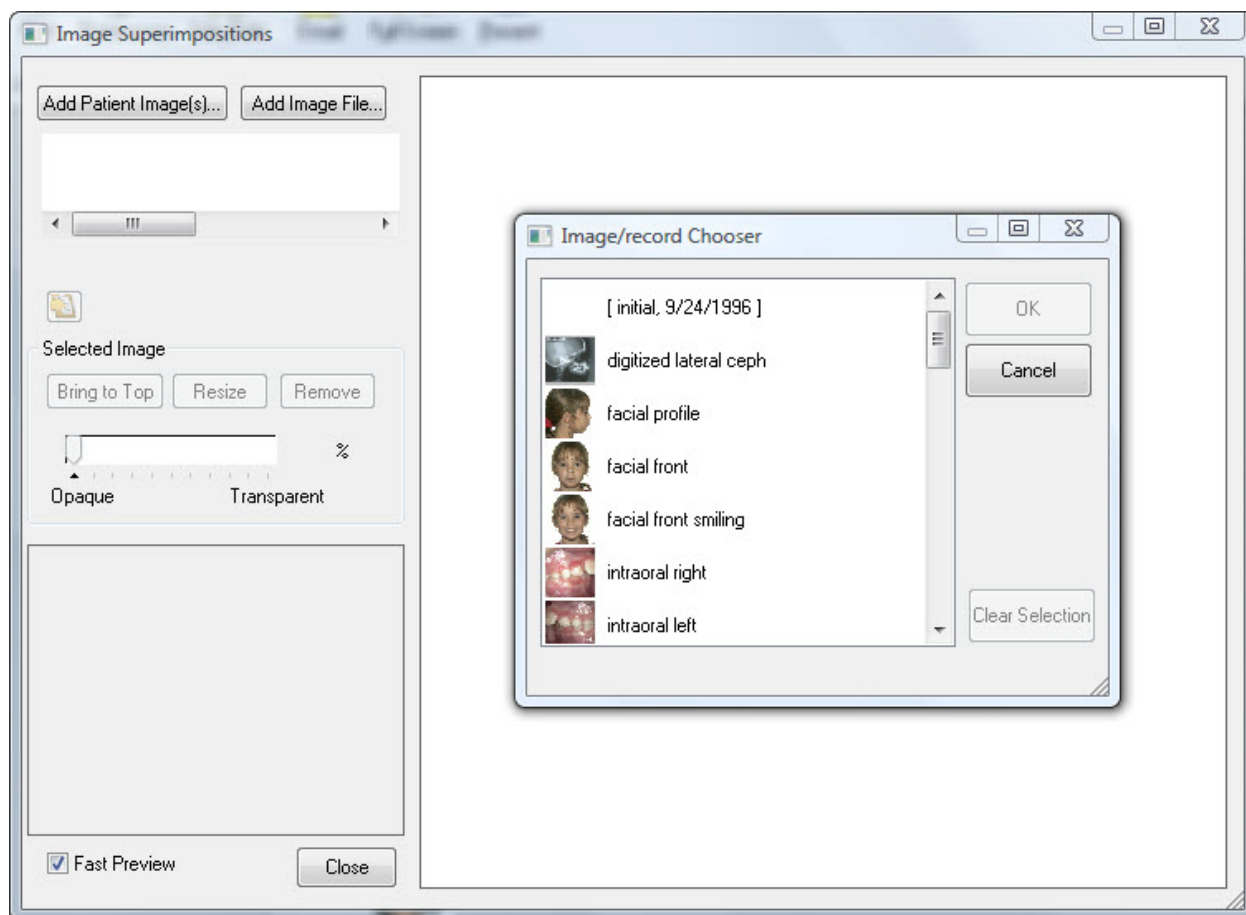 Image Superimpositions
Add Patient Image(s)... Add Image File...
Image/record Chooser
[ initial, 9/24/1996 ]
digitized lateral ceph
facial profile
facial front
facial front smiling
intraoral right
intraoral left
OK
Cancel
Clear Selection
Selected Image
Bring to Top Resize Remove
%
Opaque Transparent
Fast Preview Close